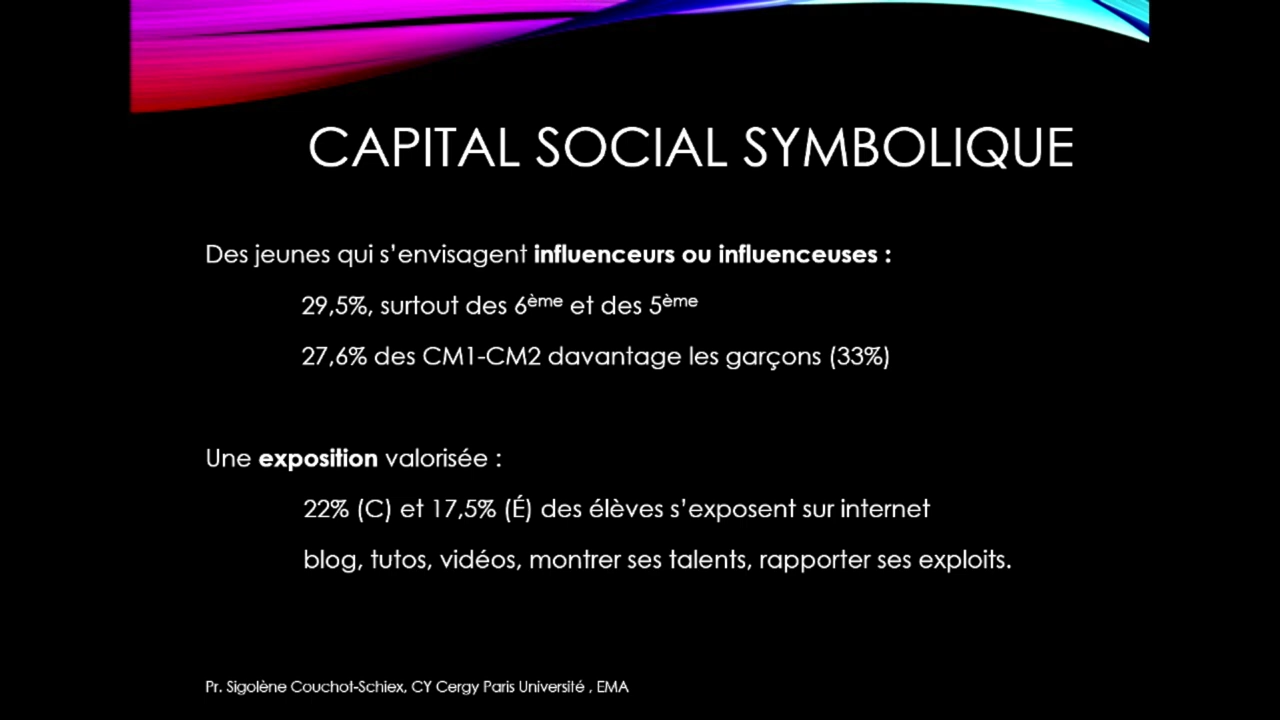 CAPITAL SOCIAL SYMBOLIQUE
Des jeunes qui s'envisagent influenceurs ou influenceuses :
29,5%, surtout des 6ème et des 5ème
27,6% des CM1-CM2 davantage les garçons (33%)
Une exposition valorisée :
22% (C) et 17,5% (É) des élèves s'exposent sur internet
blog, tutos, vidéos, montrer ses talents, rapporter ses exploits.
Pr. Sigolène Couchot-Schiex, CY Cergy Paris Université , EMA